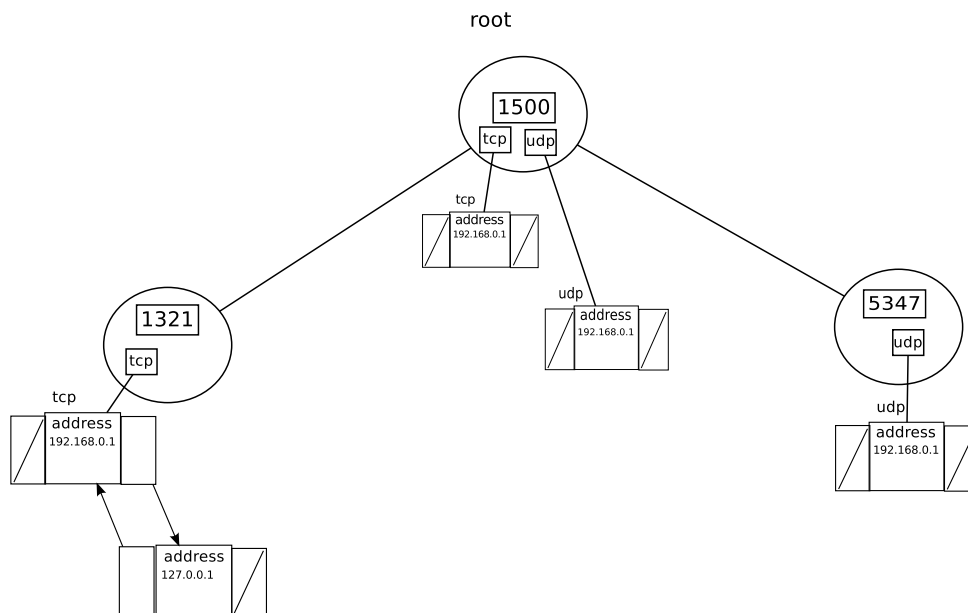 root
1500
tcp
udp
tcp
address
192.168.0.1
udp
address
192.168.0.1
1321
tcp
tcp
address
192.168.0.1
address
127.0.0.1
5347
udp
udp
address
192.168.0.1